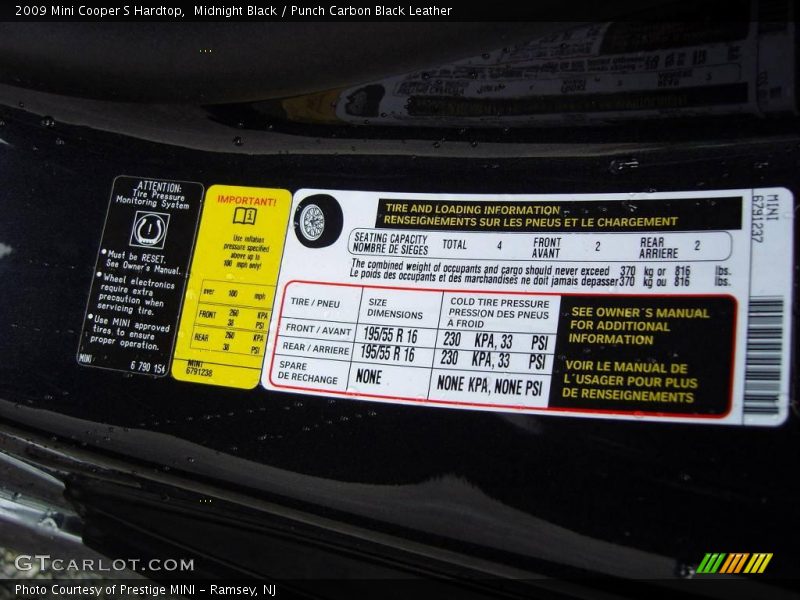 2009 Mini Cooper S Hardtop,  Midnight Black / Punch Carbon Black Leather
ATTENTION:
Tire Pressure
Monitoring System
• Must be RESET.
See Owner's Manual.
• Wheel electronics
require extra
precaution when
servicing tire.
• Use MINI approved
tires to ensure
proper operation.
MINI 6 790 154
IMPORTANT!
Use inflation
pressure specified
above up to
100 mph only!
over 100 mph
FRONT 260 KPA
38 PSI
REAR 260 KPA
38 PSI
MINI
6791238
TIRE AND LOADING INFORMATION
RENSEIGNEMENTS SUR LES PNEUS ET LE CHARGEMENT
SEATING CAPACITY TOTAL 4 FRONT 2 REAR 2
NOMBRE DE SIEGES AVANT ARRIERE
The combined weight of occupants and cargo should never exceed 370 kg or 816 lbs.
Le poids des occupants et des marchandises ne doit jamais depasser 370 kg ou 816 lbs.
TIRE / PNEU
SIZE
DIMENSIONS
COLD TIRE PRESSURE
PRESSION DES PNEUS
A FROID
FRONT / AVANT 195/55 R 16 230 KPA, 33 PSI
REAR / ARRIERE 195/55 R 16 230 KPA, 33 PSI
SPARE
DE RECHANGE NONE NONE KPA, NONE PSI
SEE OWNER´S MANUAL
FOR ADDITIONAL
INFORMATION
VOIR LE MANUEL DE
L´USAGER POUR PLUS
DE RENSEIGNEMENTS
MINI
6791237
GTCARLOT.COM
Photo Courtesy of Prestige MINI – Ramsey, NJ